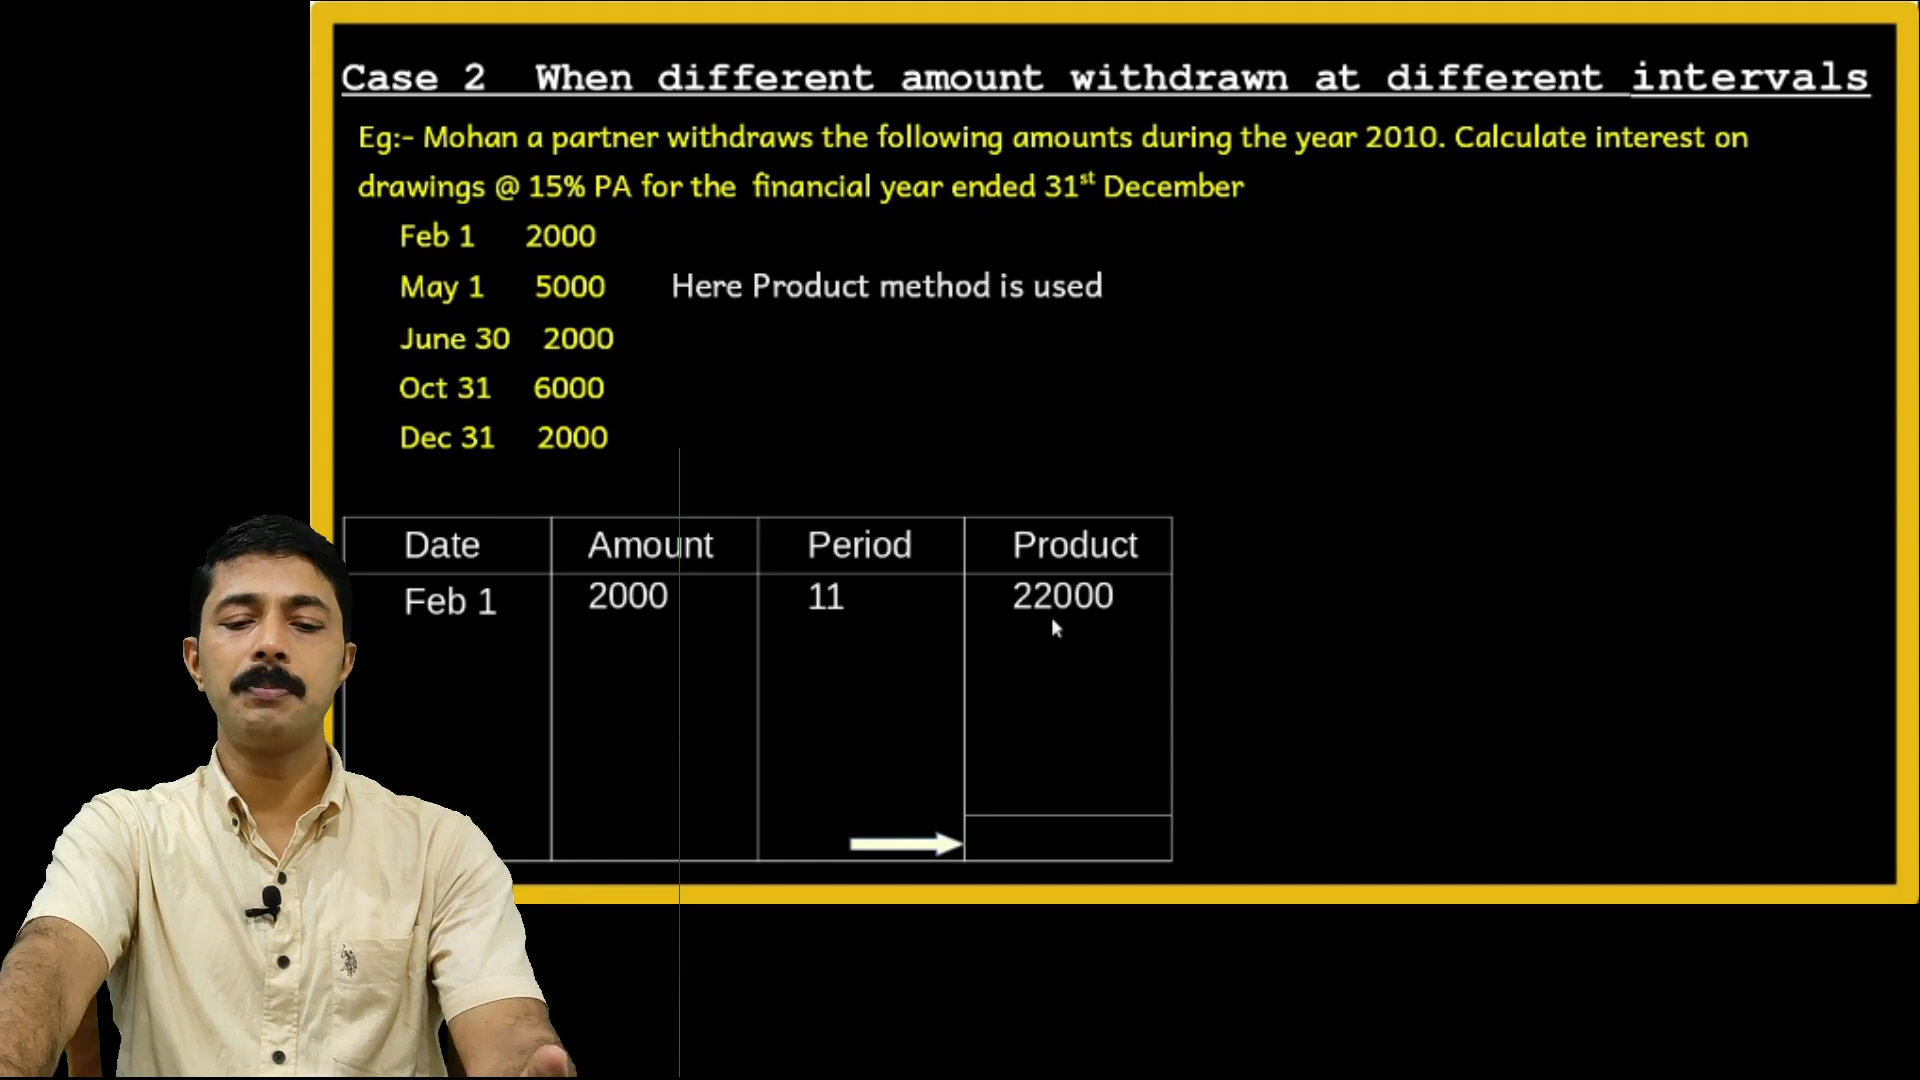 Case 2 When different amount withdrawn at different intervals
Eg:- Mohan a partner withdraws the following amounts during the year 2010. Calculate interest on
drawings @ 15% PA for the financial year ended 31st December
Feb 1 2000
May 1 5000 Here Product method is used
June 30 2000
Oct 31 6000
Dec 31 2000
Date Amount Period Product
Feb 1 2000 11 22000